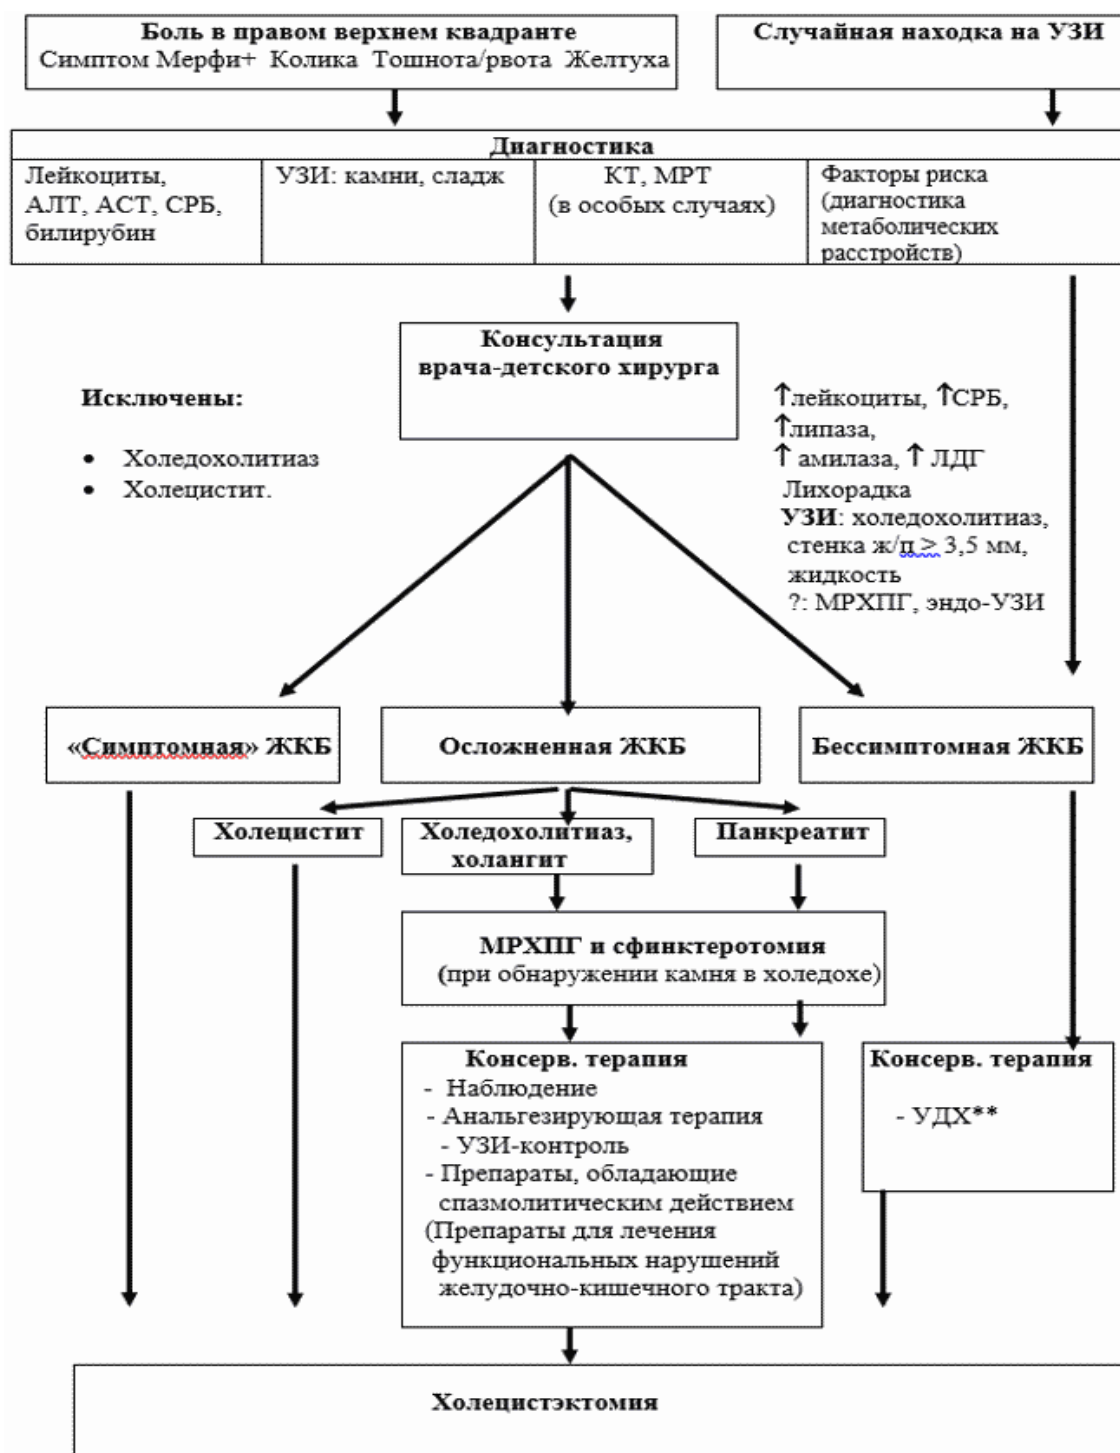 Боль в правом верхнем квадранте
Симптом Мерфи+ Колика Тошнота/рвота Желтуха
Случайная находка на УЗИ
Диагностика
Лейкоциты,
АЛТ, АСТ, СРБ,
билирубин
УЗИ: камни, сладж
КТ, МРТ
(в особых случаях)
Факторы риска
(диагностика
метаболических
расстройств)
Консультация
врача-детского хирурга
Исключены:
• Холедохолитиаз
• Холецистит.
↑лейкоциты, ↑СРБ,
↑липаза,
↑ амилаза, ↑ ЛДГ
Лихорадка
УЗИ: холедохолитиаз,
стенка ж/п ≥ 3,5 мм,
жидкость
?: МРХПГ, эндо-УЗИ
«Симптомная» ЖКБ
Осложненная ЖКБ
Бессимптомная ЖКБ
Холецистит
Холедохолитиаз,
холангит
Панкреатит
МРХПГ и сфинктеротомия
(при обнаружении камня в холедохе)
Консерв. терапия
- Наблюдение
- Анальгезирующая терапия
- УЗИ-контроль
- Препараты, обладающие
спазмолитическим действием
(Препараты для лечения
функциональных нарушений
желудочно-кишечного тракта)
Консерв. терапия
- УДХ**
Холецистэктомия